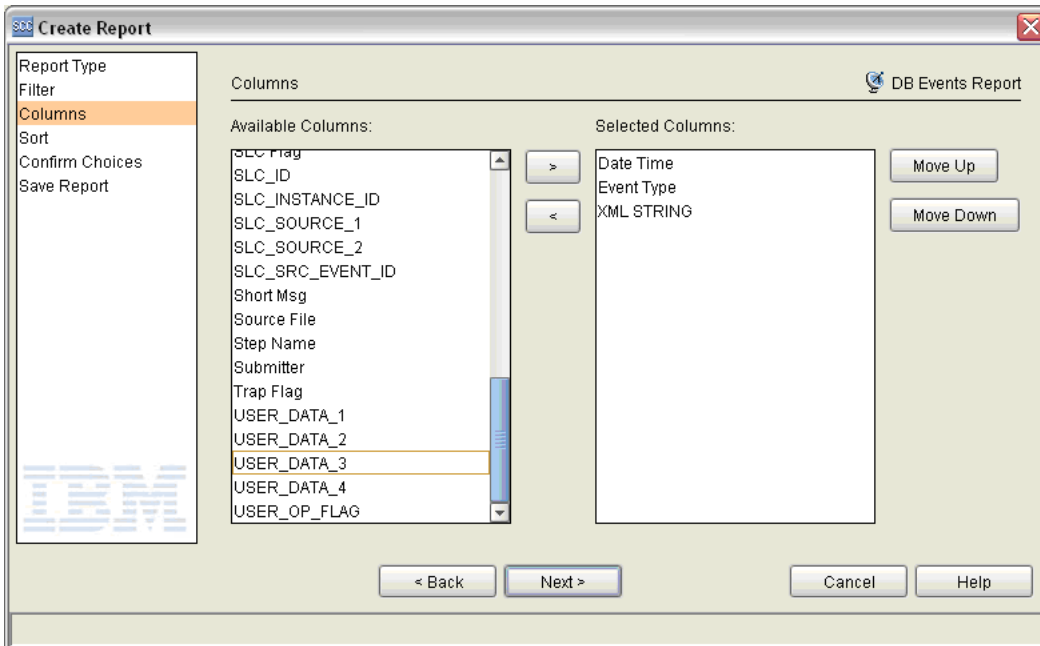 SCC Create Report
Report Type
Filter
Columns
Sort
Confirm Choices
Save Report
IBM
Columns
DB Events Report
Available Columns:
SLC Flag
SLC_ID
SLC_INSTANCE_ID
SLC_SOURCE_1
SLC_SOURCE_2
SLC_SRC_EVENT_ID
Short Msg
Source File
Step Name
Submitter
Trap Flag
USER_DATA_1
USER_DATA_2
USER_DATA_3
USER_DATA_4
USER_OP_FLAG
>
<
Selected Columns:
Date Time
Event Type
XML STRING
Move Up
Move Down
< Back
Next >
Cancel
Help